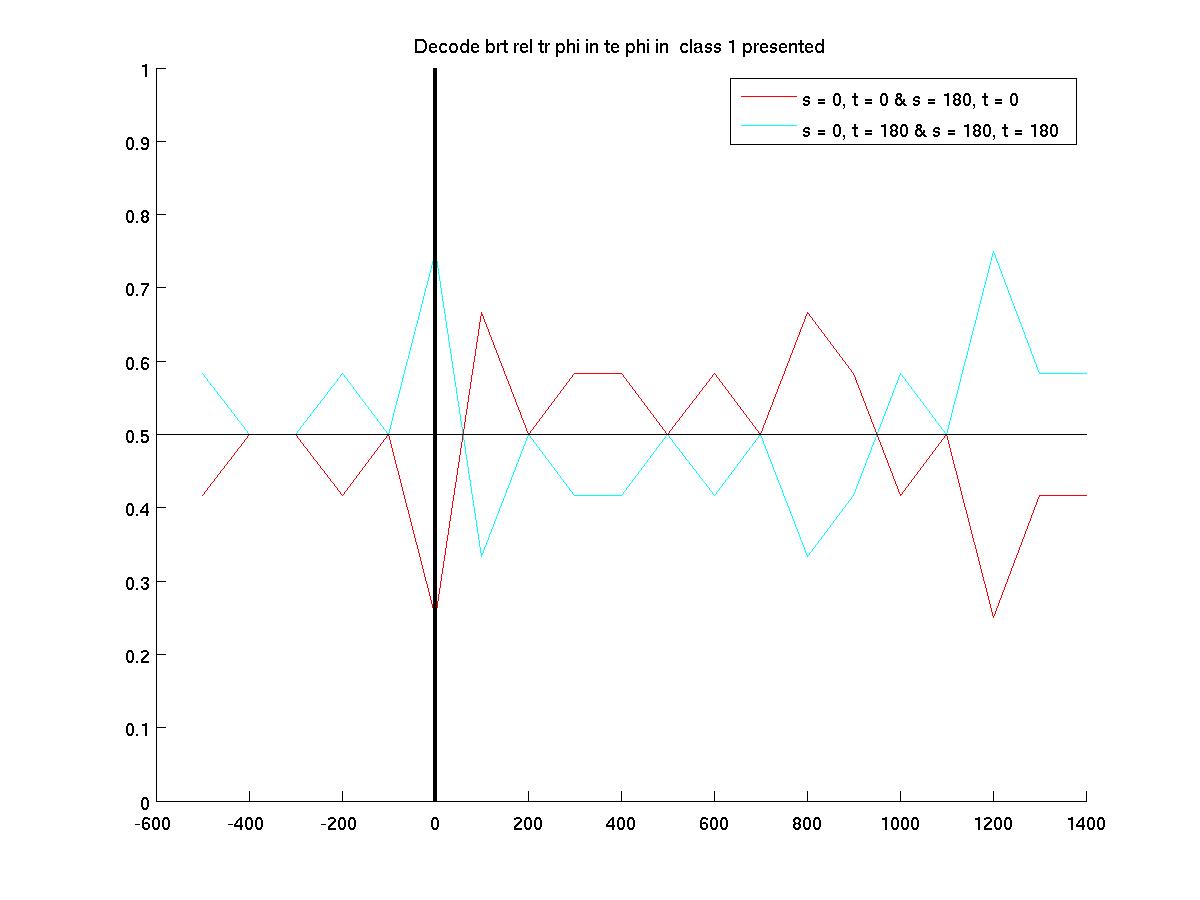 Decode brt rel tr phi in te phi in  class 1 presented
s = 0, t = 0 & s = 180, t = 0
s = 0, t = 180 & s = 180, t = 180
1
0.9
0.8
0.7
0.6
0.5
0.4
0.3
0.2
0.1
0
-600 -400 -200 0 200 400 600 800 1000 1200 1400